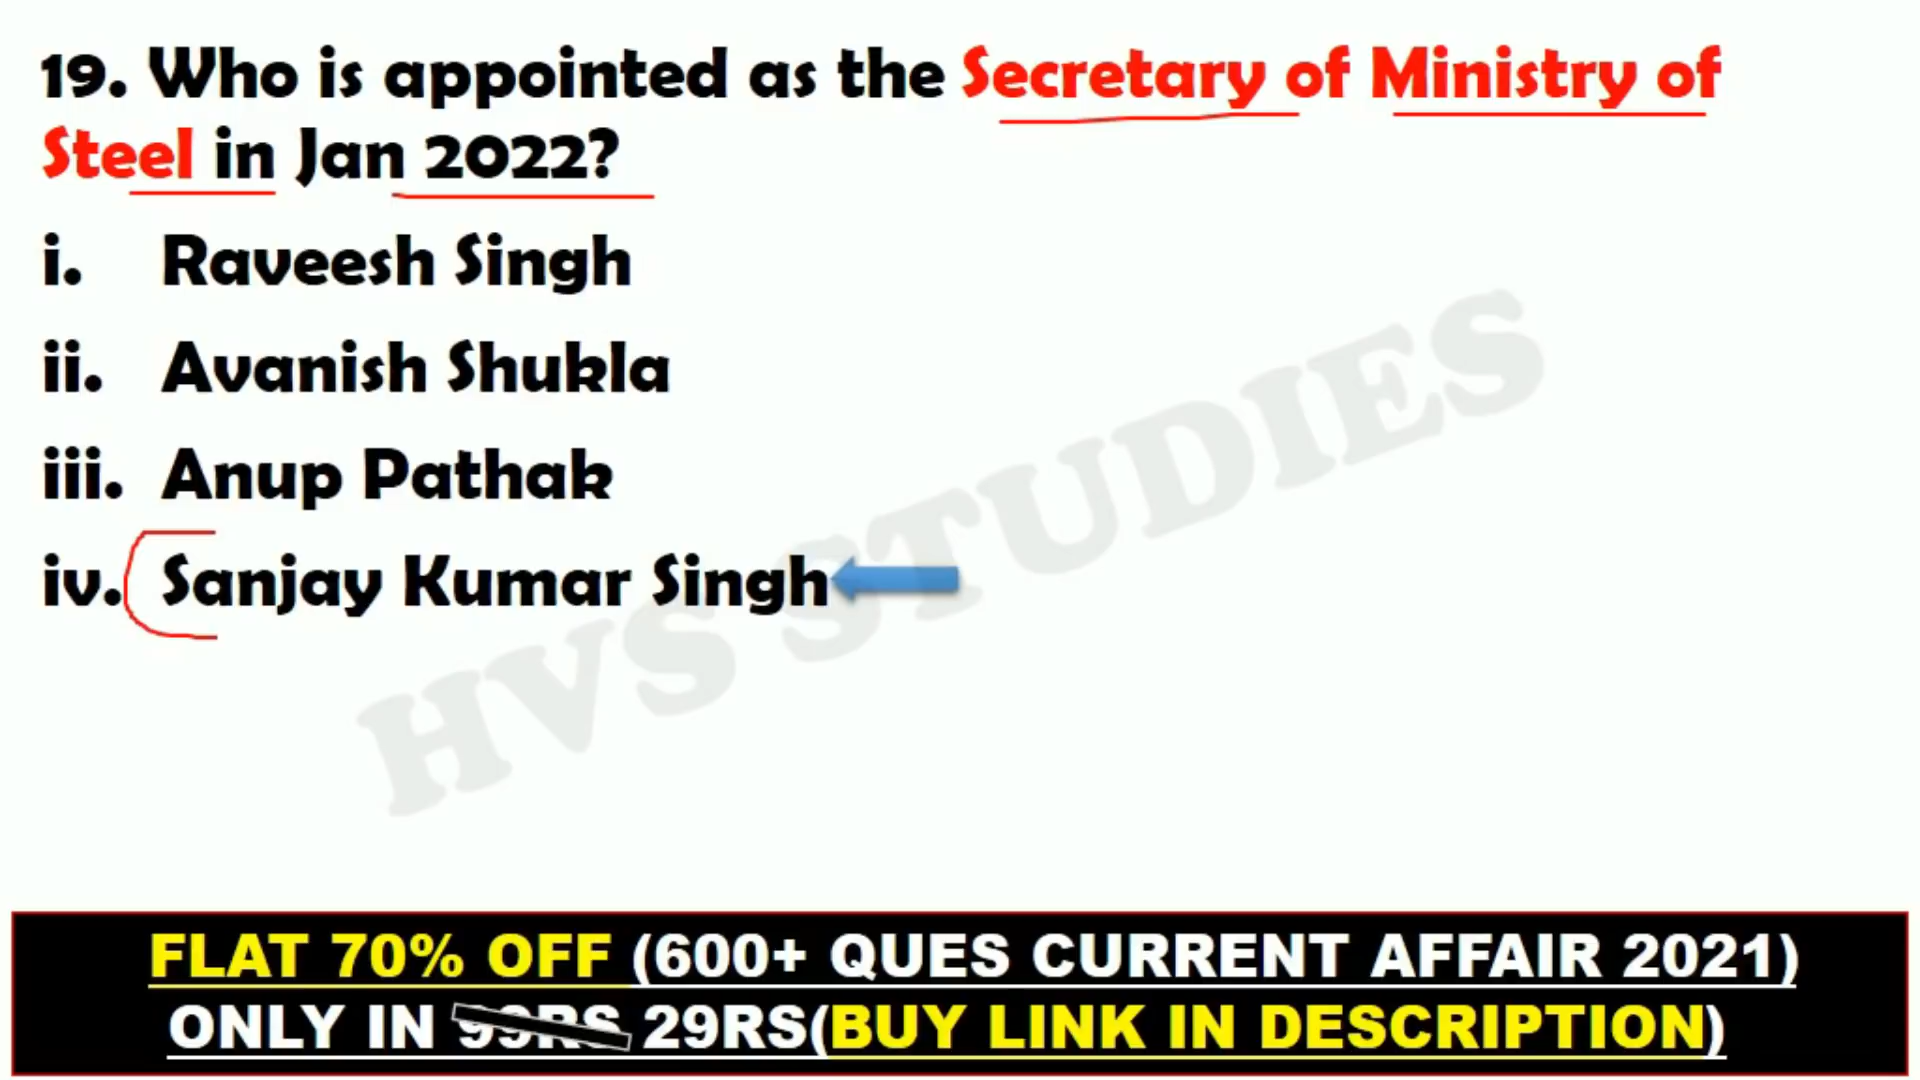 19. Who is appointed as the Secretary of Ministry of
Steel in Jan 2022?
i. Raveesh Singh
ii. Avanish Shukla
iii. Anup Pathak
iv. Sanjay Kumar Singh
HVS STUDIES
FLAT 70% OFF (600+ QUES CURRENT AFFAIR 2021)
ONLY IN 99RS 29RS(BUY LINK IN DESCRIPTION)